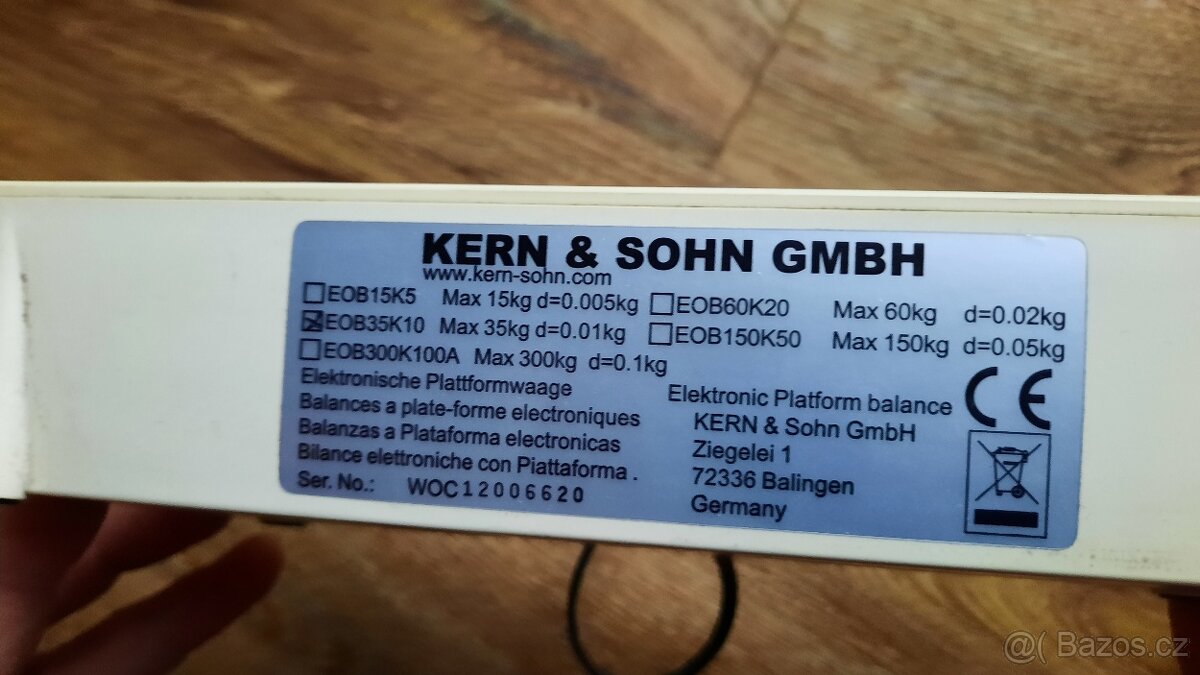 KERN & SOHN GMBH
www.kern-sohn.com
☐EOB15K5 Max 15kg d=0.005kg ☐EOB60K20 Max 60kg d=0.02kg
☒EOB35K10 Max 35kg d=0.01kg ☐EOB150K50 Max 150kg d=0.05kg
☐EOB300K100A Max 300kg d=0.1kg
Elektronische Plattformwaage
Balances a plate-forme electroniques
Balanzas a Plataforma electronicas
Bilance elettroniche con Piattaforma .
Ser. No.: WOC12006620
Elektronic Platform balance
KERN & Sohn GmbH
Ziegelei 1
72336 Balingen
Germany
CE
@( Bazos.cz